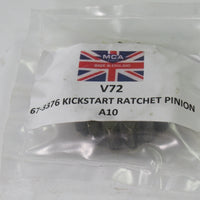 MCA
MADE IN ENGLAND
V72
67-3376 KICKSTART RATCHET PINION
A10